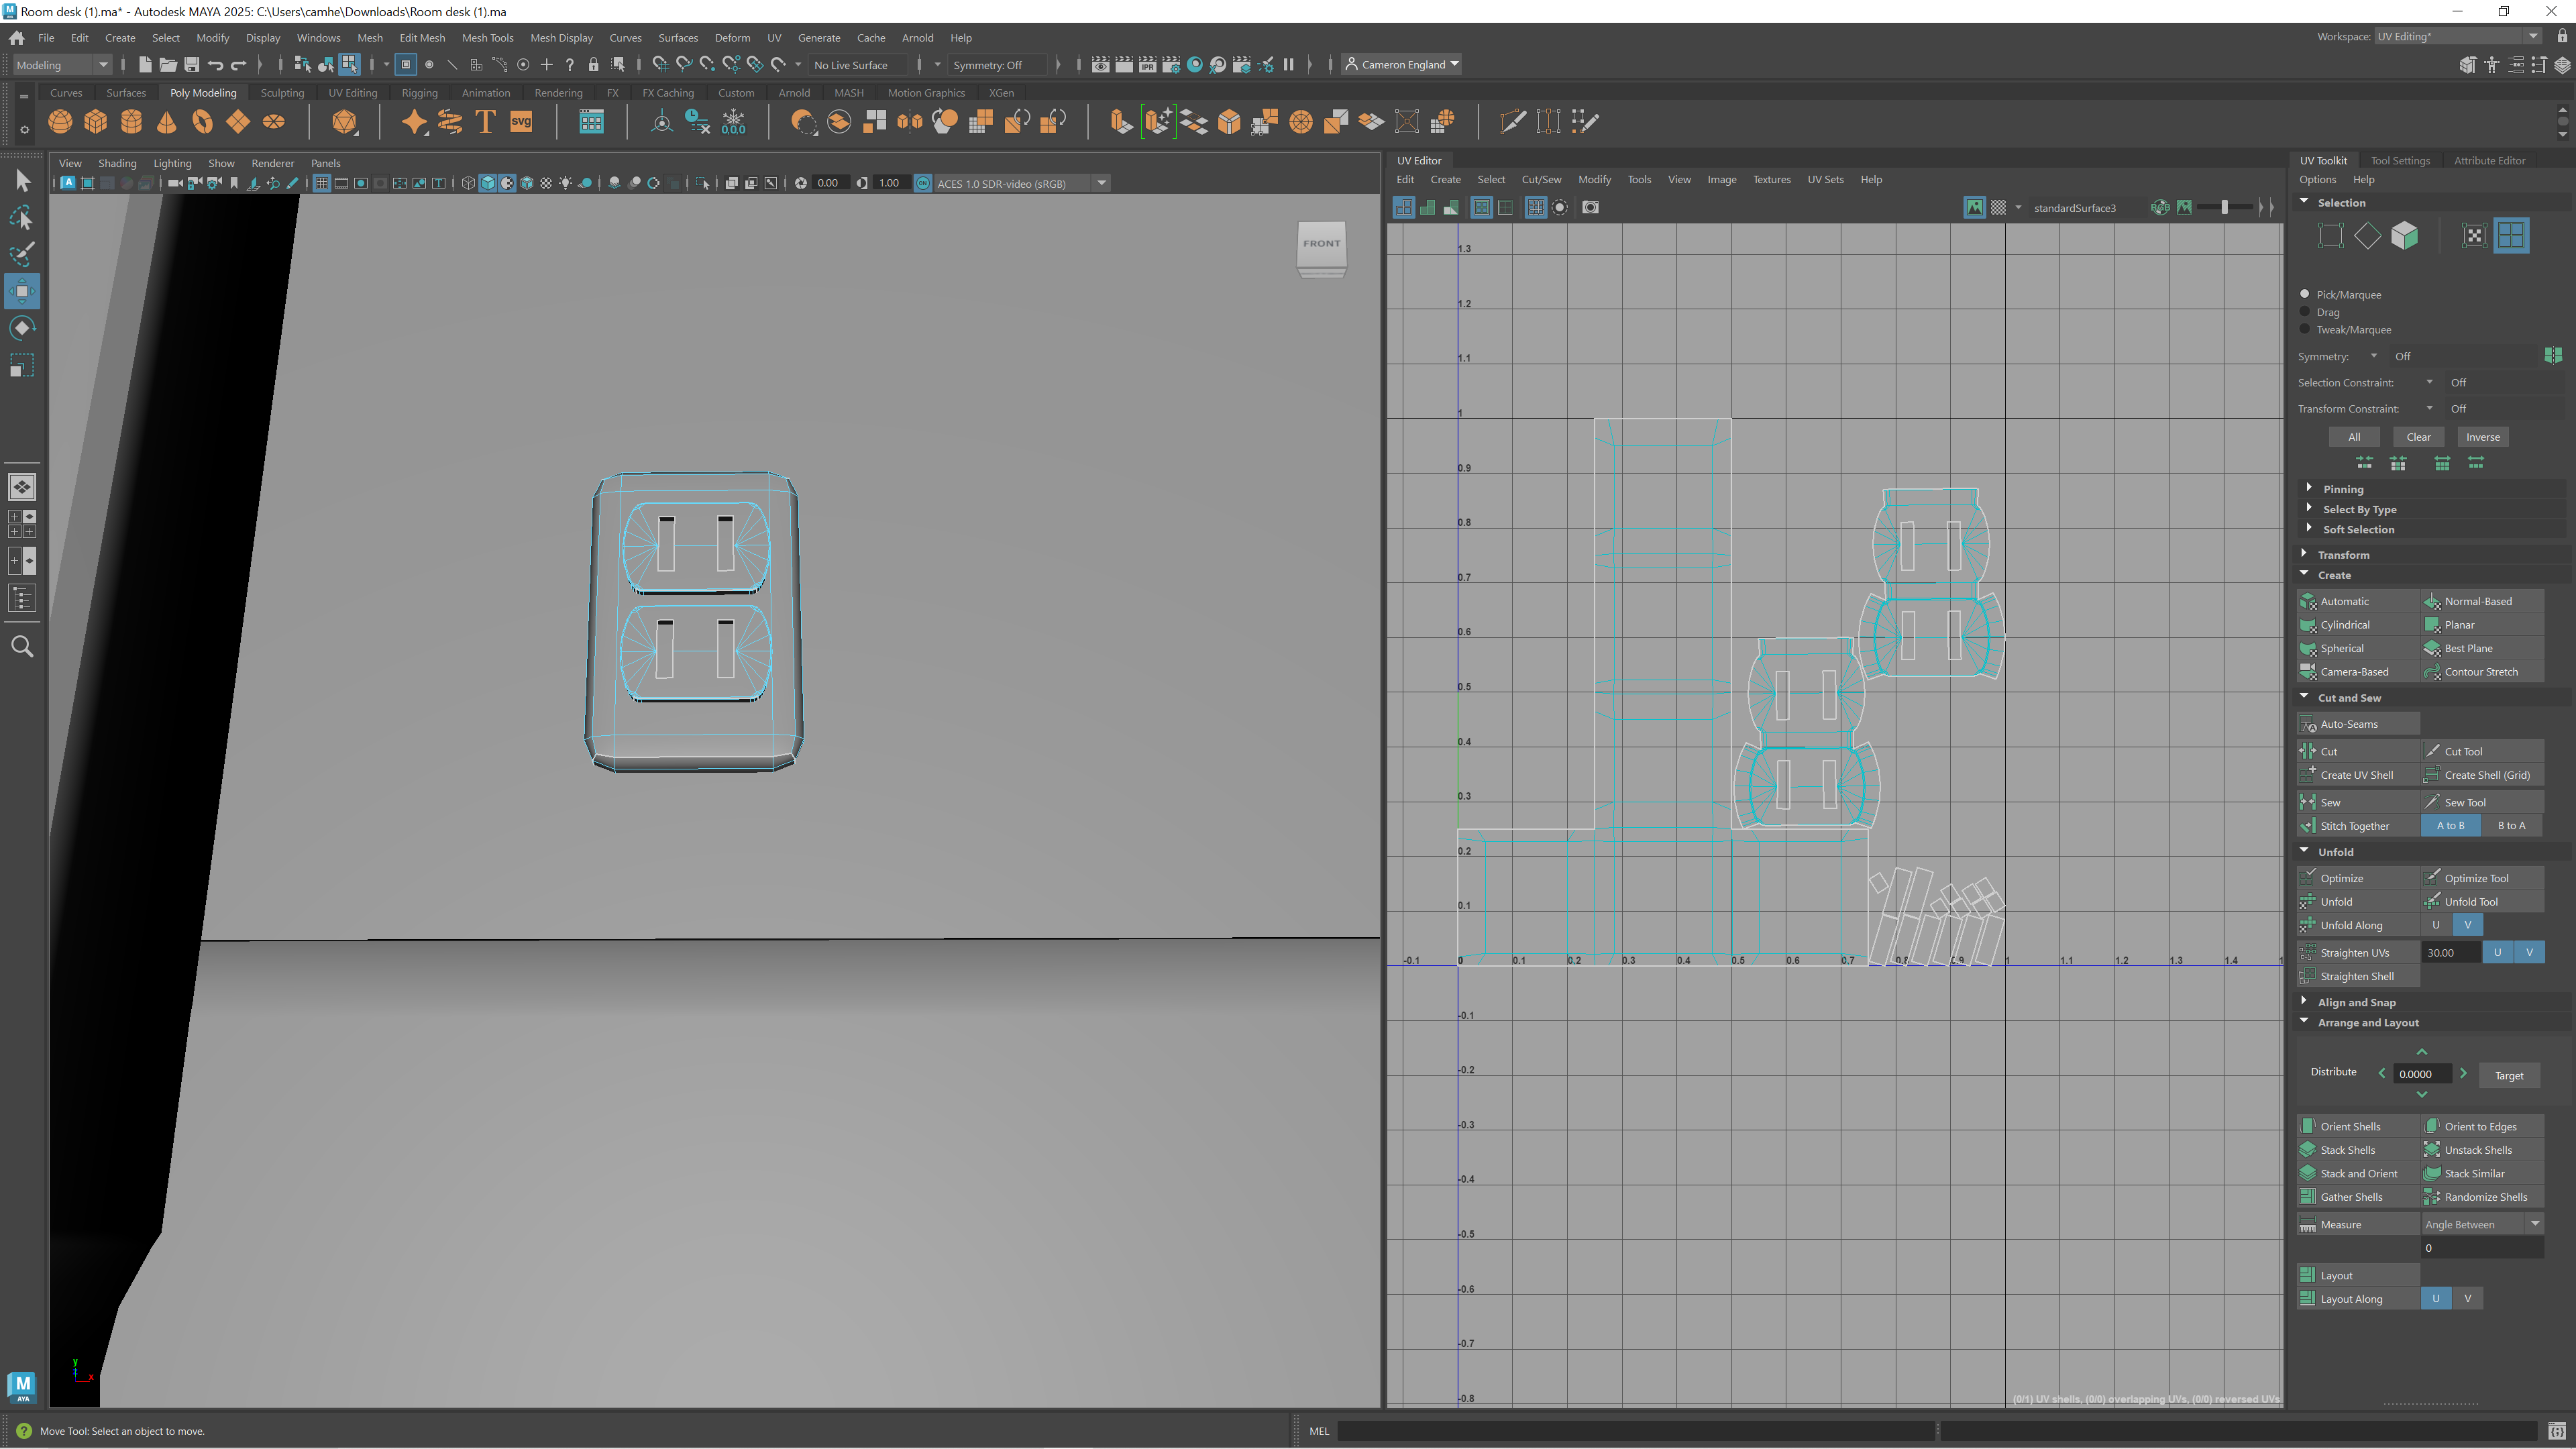 Room desk (1).ma* - Autodesk MAYA 2025: C:\Users\camhe\Downloads\Room desk (1).ma
File Edit Create Select Modify Display Windows Mesh Edit Mesh Mesh Tools Mesh Display Curves Surfaces Deform UV Generate Cache Arnold Help
Workspace: UV Editing*
Modeling
No Live Surface
Symmetry: Off
IPR
Cameron England
Curves Surfaces Poly Modeling Sculpting UV Editing Rigging Animation Rendering FX FX Caching Custom Arnold MASH Motion Graphics XGen
T SVG 0,0,0
View Shading Lighting Show Renderer Panels
0.00 1.00 ACES 1.0 SDR-video (sRGB)
FRONT
y
x
UV Editor
Edit Create Select Cut/Sew Modify Tools View Image Textures UV Sets Help
standardSurface3
RGB
1.3
1.2
1.1
1
0.9
0.8
0.7
0.6
0.5
0.4
0.3
0.2
0.1
-0.1 0 0.1 0.2 0.3 0.4 0.5 0.6 0.7 0.8 0.9 1 1.1 1.2 1.3 1.4
-0.1
-0.2
-0.3
-0.4
-0.5
-0.6
-0.7
-0.8
(0/1) UV shells, (0/0) overlapping UVs, (0/0) reversed UVs
UV Toolkit Tool Settings Attribute Editor
Options Help
Selection
Pick/Marquee
Drag
Tweak/Marquee
Symmetry: Off
Selection Constraint: Off
Transform Constraint: Off
All Clear Inverse
Pinning
Select By Type
Soft Selection
Transform
Create
Automatic Normal-Based
Cylindrical Planar
Spherical Best Plane
Camera-Based Contour Stretch
Cut and Sew
Auto-Seams
Cut Cut Tool
Create UV Shell Create Shell (Grid)
Sew Sew Tool
Stitch Together A to B B to A
Unfold
Optimize Optimize Tool
Unfold Unfold Tool
Unfold Along U V
Straighten UVs 30.00 U V
Straighten Shell
Align and Snap
Arrange and Layout
Distribute 0.0000 Target
Orient Shells Orient to Edges
Stack Shells Unstack Shells
Stack and Orient Stack Similar
Gather Shells Randomize Shells
Measure Angle Between
0
Layout
Layout Along U V
M
AYA
Move Tool: Select an object to move.
MEL